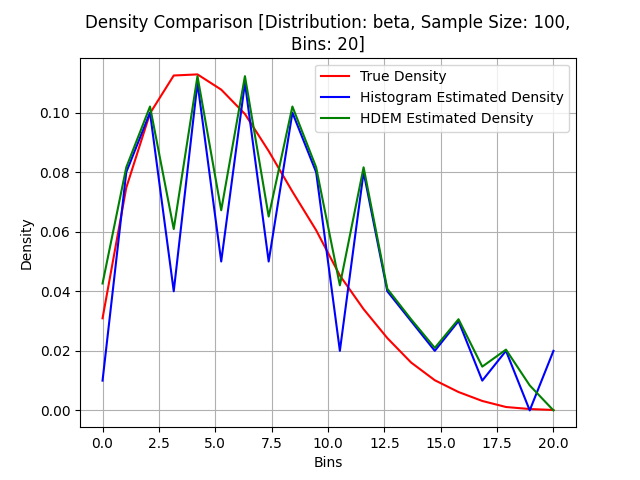 Density Comparison [Distribution: beta, Sample Size: 100,
Bins: 20]
True Density
Histogram Estimated Density
HDEM Estimated Density
Density
0.10
0.08
0.06
0.04
0.02
0.00
0.0 2.5 5.0 7.5 10.0 12.5 15.0 17.5 20.0
Bins